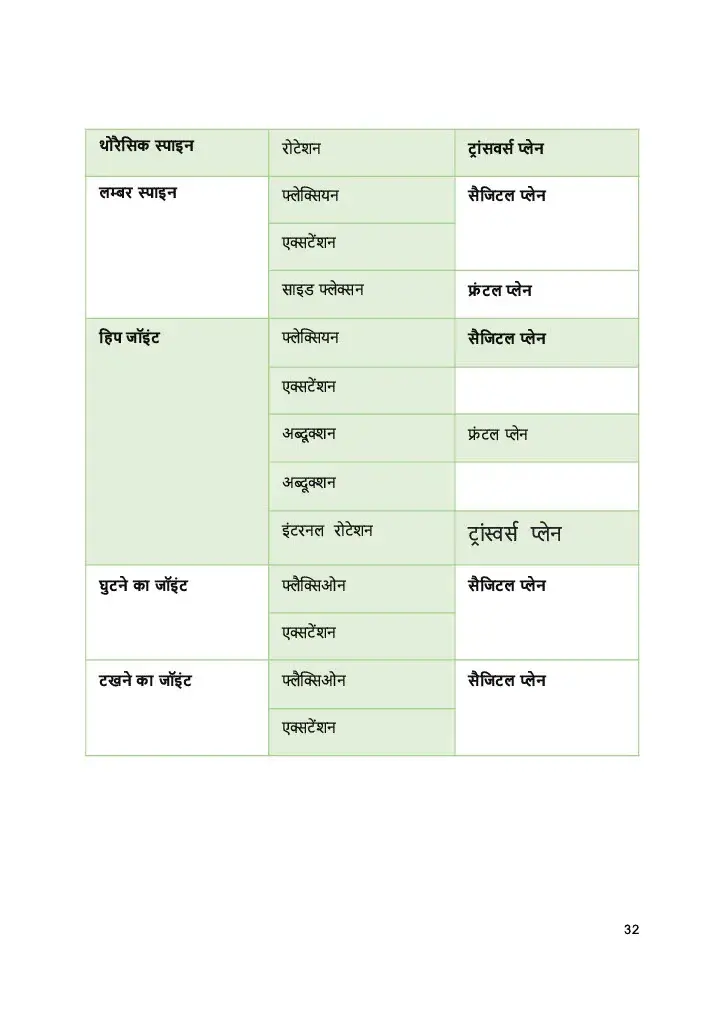 थोरैसिक स्पाइन रोटेशन ट्रांसवर्स प्लेन
लम्बर स्पाइन फ्लेक्सियन सैजिटल प्लेन
एक्सटेंशन
साइड फ्लेक्सन फ्रंटल प्लेन
हिप जॉइंट फ्लेक्सियन सैजिटल प्लेन
एक्सटेंशन
अब्दूक्शन फ्रंटल प्लेन
अब्दूक्शन
इंटरनल रोटेशन ट्रांस्वर्स प्लेन
घुटने का जॉइंट फ्लैक्सिओन सैजिटल प्लेन
एक्सटेंशन
टखने का जॉइंट फ्लैक्सिओन सैजिटल प्लेन
एक्सटेंशन
32